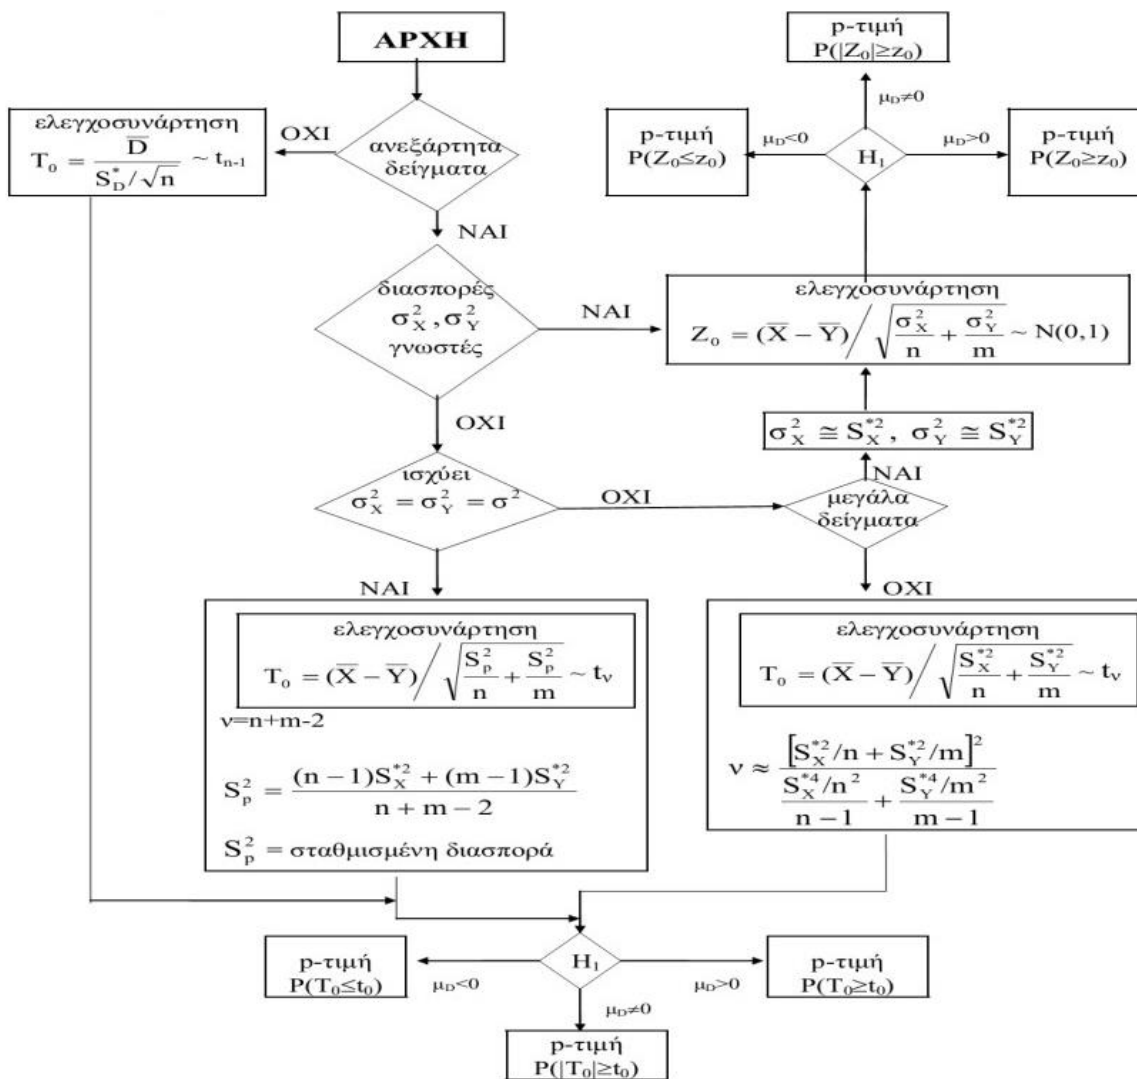 ΑΡΧΗ
ανεξάρτητα
δείγματα
ΟΧΙ
ελεγχοσυνάρτηση
T₀ = D̄ / (S*_D/√n) ~ tₙ₋₁
ΝΑΙ
διασπορές
σ²_X , σ²_Y
γνωστές
ΝΑΙ
ελεγχοσυνάρτηση
Z₀ = (X̄ − Ȳ) / √(σ²_X/n + σ²_Y/m) ~ N(0,1)
H₁
μ_D≠0
p-τιμή
P(|Z₀|≥z₀)
μ_D<0
p-τιμή
P(Z₀≤z₀)
μ_D>0
p-τιμή
P(Z₀≥z₀)
ΟΧΙ
ισχύει
σ²_X = σ²_Y = σ²
ΟΧΙ
μεγάλα
δείγματα
ΝΑΙ
σ²_X ≅ S*²_X, σ²_Y ≅ S*²_Y
ΝΑΙ
ελεγχοσυνάρτηση
T₀ = (X̄ − Ȳ) / √(S²_p/n + S²_p/m) ~ t_ν
ν=n+m-2
S²_p = ((n−1)S*²_X + (m−1)S*²_Y) / (n + m − 2)
S²_p = σταθμισμένη διασπορά
ΟΧΙ
ελεγχοσυνάρτηση
T₀ = (X̄ − Ȳ) / √(S*²_X/n + S*²_Y/m) ~ t_ν
ν ≈ [S*²_X/n + S*²_Y/m]² / ((S*⁴_X/n²)/(n−1) + (S*⁴_Y/m²)/(m−1))
H₁
μ_D<0
p-τιμή
P(T₀≤t₀)
μ_D>0
p-τιμή
P(T₀≥t₀)
μ_D≠0
p-τιμή
P(|T₀|≥t₀)